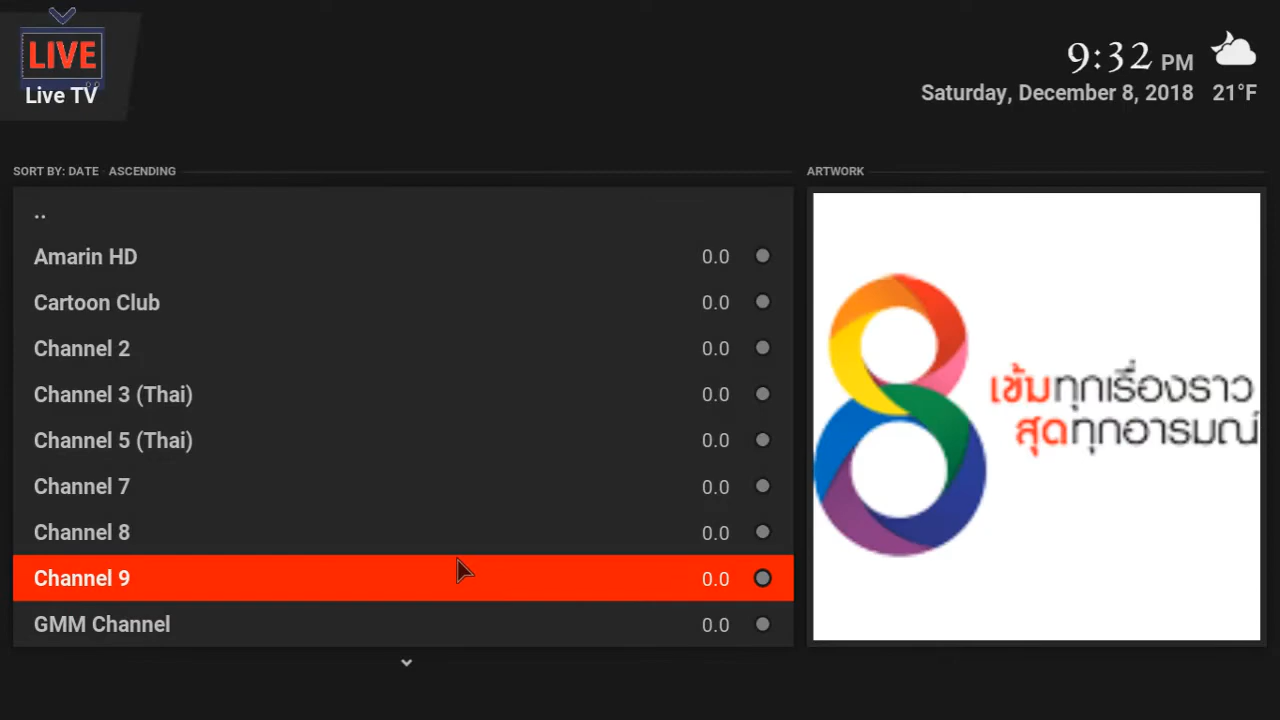 LIVE
Live TV
9:32 PM
Saturday, December 8, 2018 21°F
SORT BY: DATE · ASCENDING
ARTWORK
..
Amarin HD 0.0
Cartoon Club 0.0
Channel 2 0.0
Channel 3 (Thai) 0.0
Channel 5 (Thai) 0.0
Channel 7 0.0
Channel 8 0.0
Channel 9 0.0
GMM Channel 0.0
8
เข้มทุกเรื่องราว
สุดทุกอารมณ์